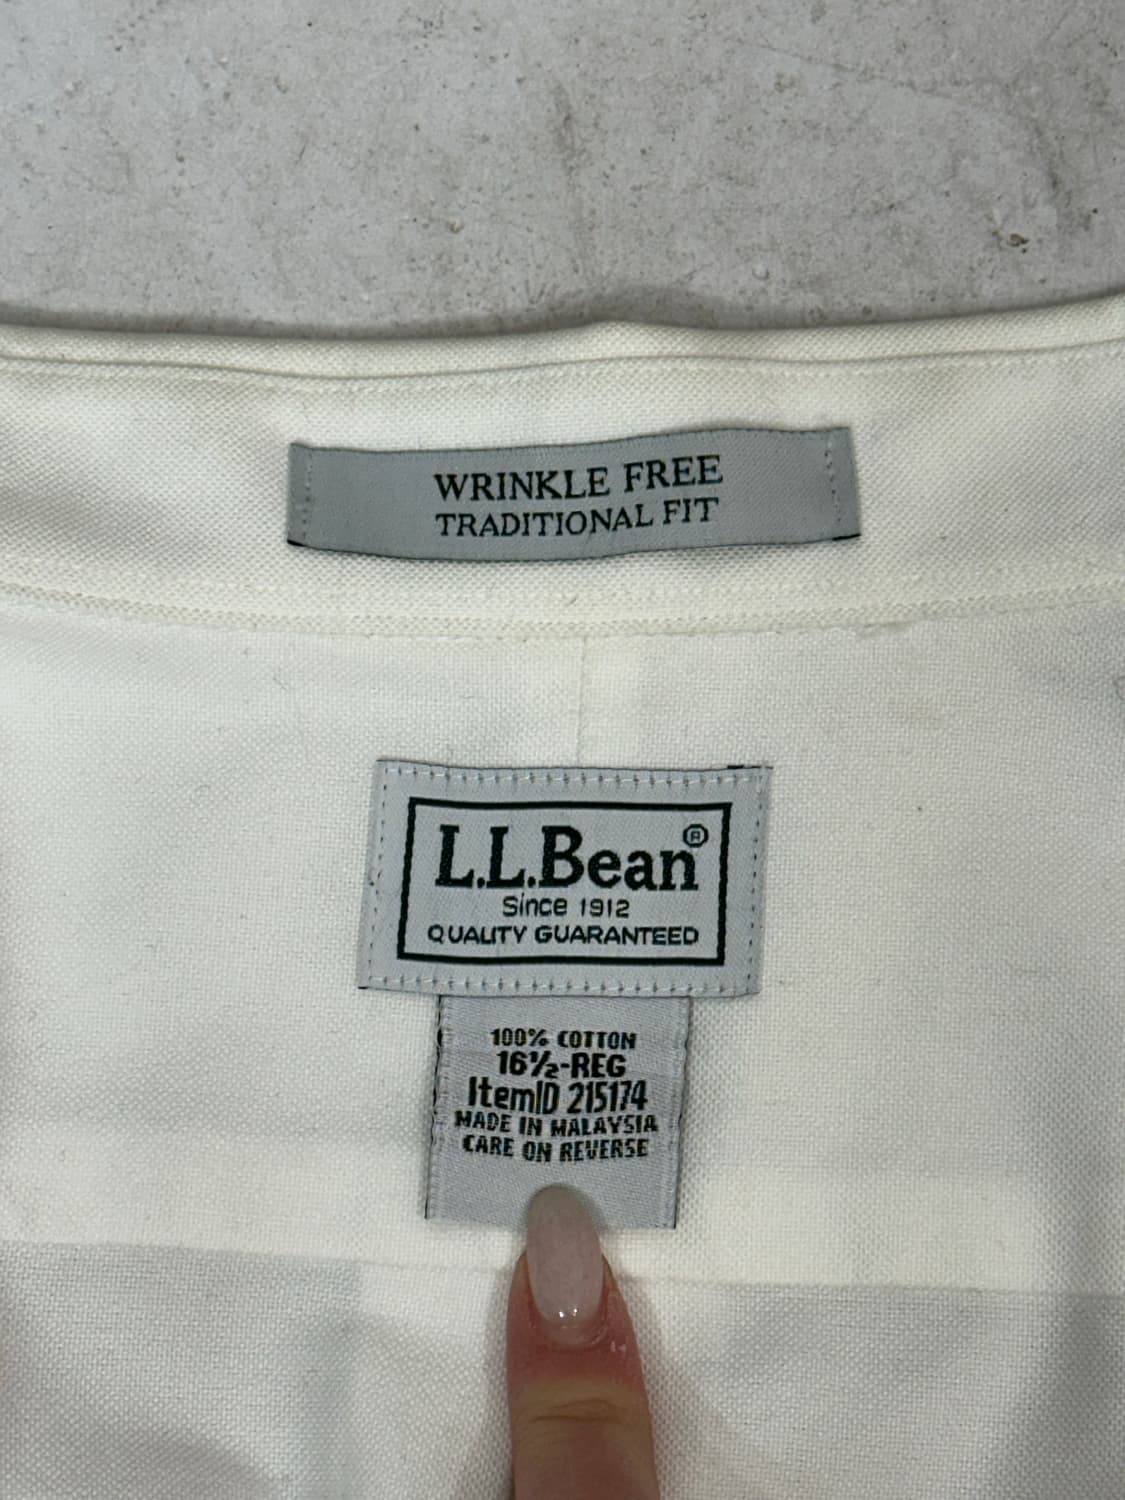 WRINKLE FREE
TRADITIONAL FIT
L.L.Bean®
Since 1912
QUALITY GUARANTEED
100% COTTON
16½-REG
ItemID 215174
MADE IN MALAYSIA
CARE ON REVERSE